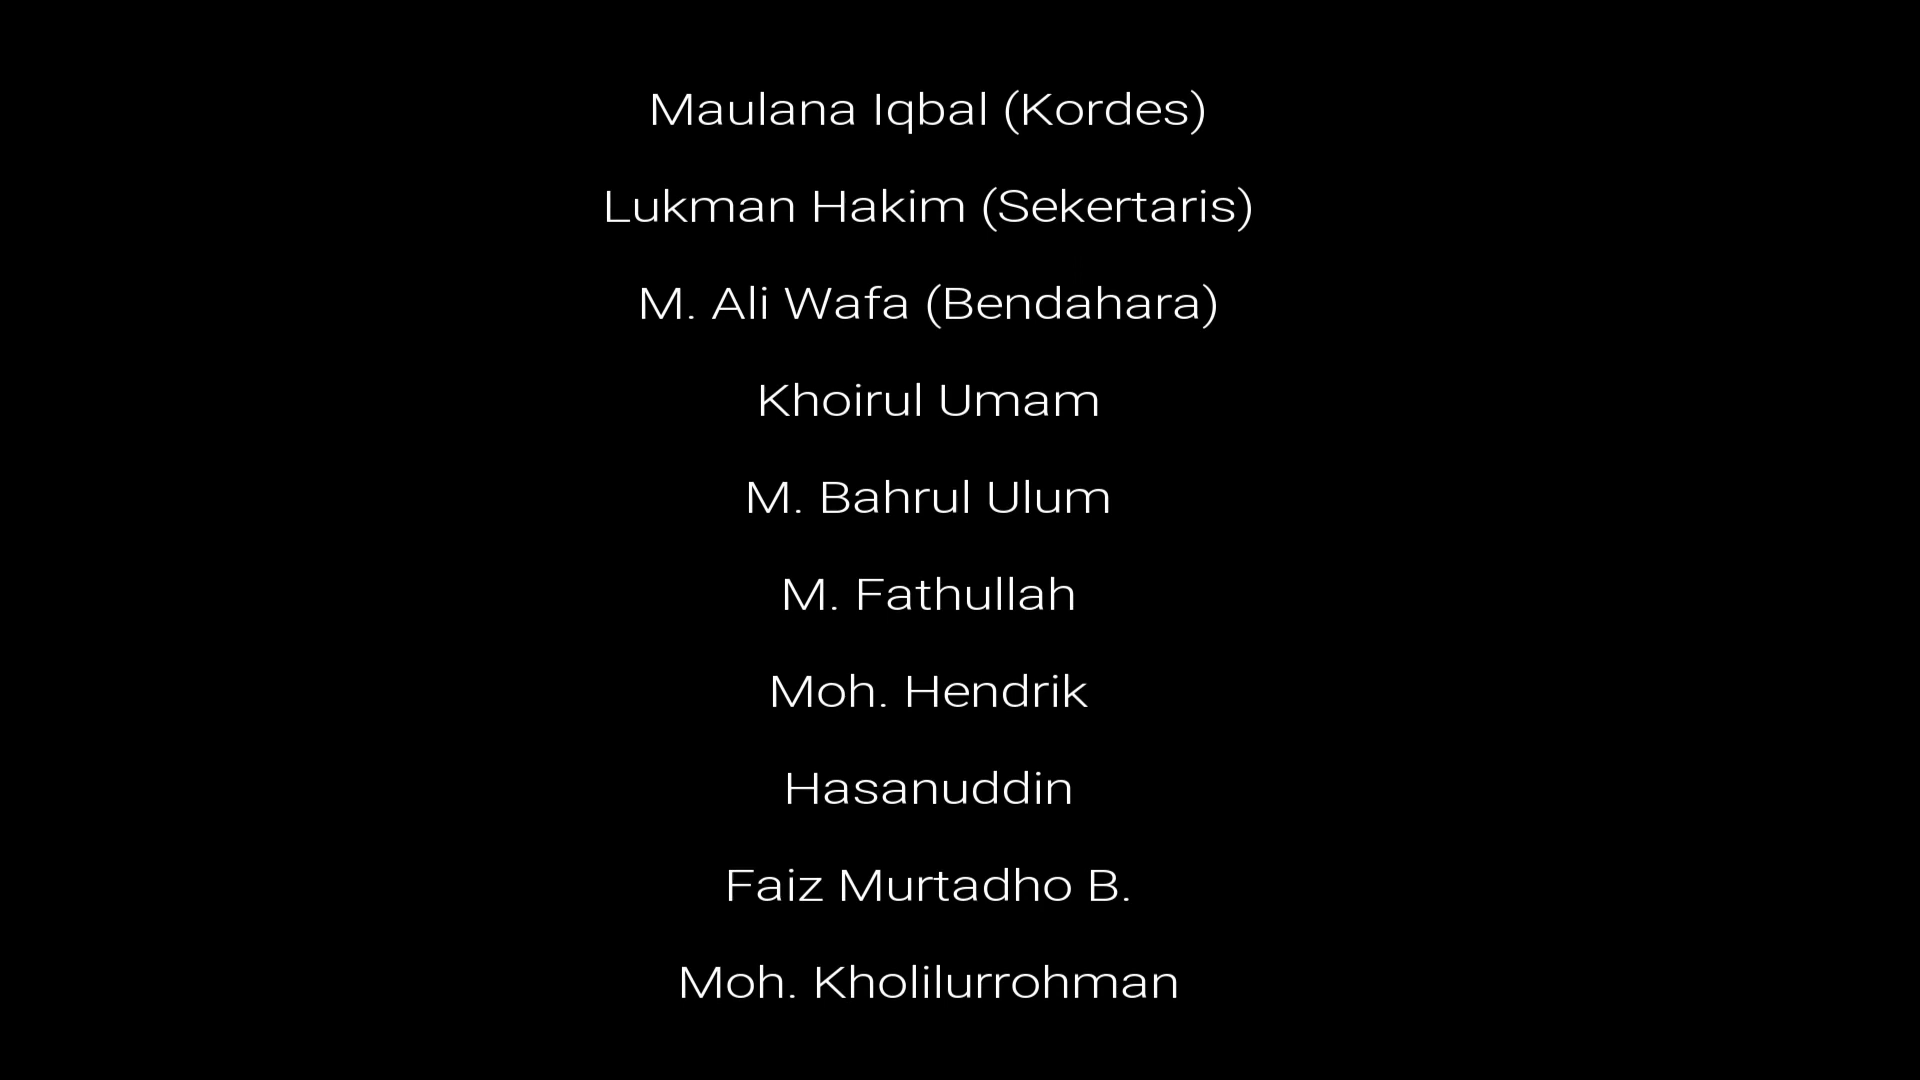 Maulana Iqbal (Kordes)
Lukman Hakim (Sekertaris)
M. Ali Wafa (Bendahara)
Khoirul Umam
M. Bahrul Ulum
M. Fathullah
Moh. Hendrik
Hasanuddin
Faiz Murtadho B.
Moh. Kholilurrohman